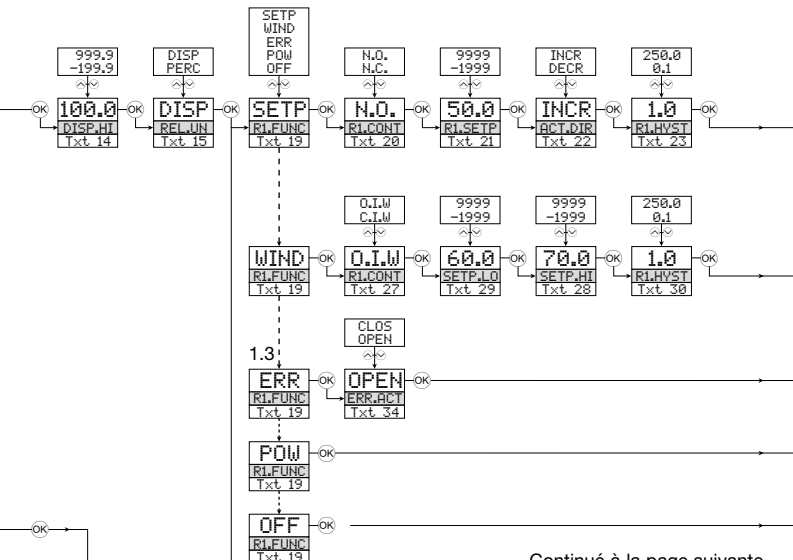 SETP
WIND
ERR
POW
OFF
999.9
-199.9
DISP
PERC
N.O.
N.C.
9999
-1999
INCR
DECR
250.0
0.1
OK
100.0
OK
DISP
OK
SETP
OK
N.O.
OK
50.0
OK
INCR
OK
1.0
OK
DISP.HI
REL.UN
R1.FUNC
R1.CONT
R1.SETP
ACT.DIR
R1.HYST
Txt 14
Txt 15
Txt 19
Txt 20
Txt 21
Txt 22
Txt 23
O.I.W
C.I.W
9999
-1999
9999
-1999
250.0
0.1
WIND
OK
O.I.W
OK
60.0
OK
70.0
OK
1.0
OK
R1.FUNC
R1.CONT
SETP.LO
SETP.HI
R1.HYST
Txt 19
Txt 27
Txt 29
Txt 28
Txt 30
CLOS
OPEN
1.3
ERR
OK
OPEN
OK
R1.FUNC
ERR.ACT
Txt 19
Txt 34
POW
OK
R1.FUNC
Txt 19
OK
OFF
OK
R1.FUNC
Txt 19
Continué à la page suivante